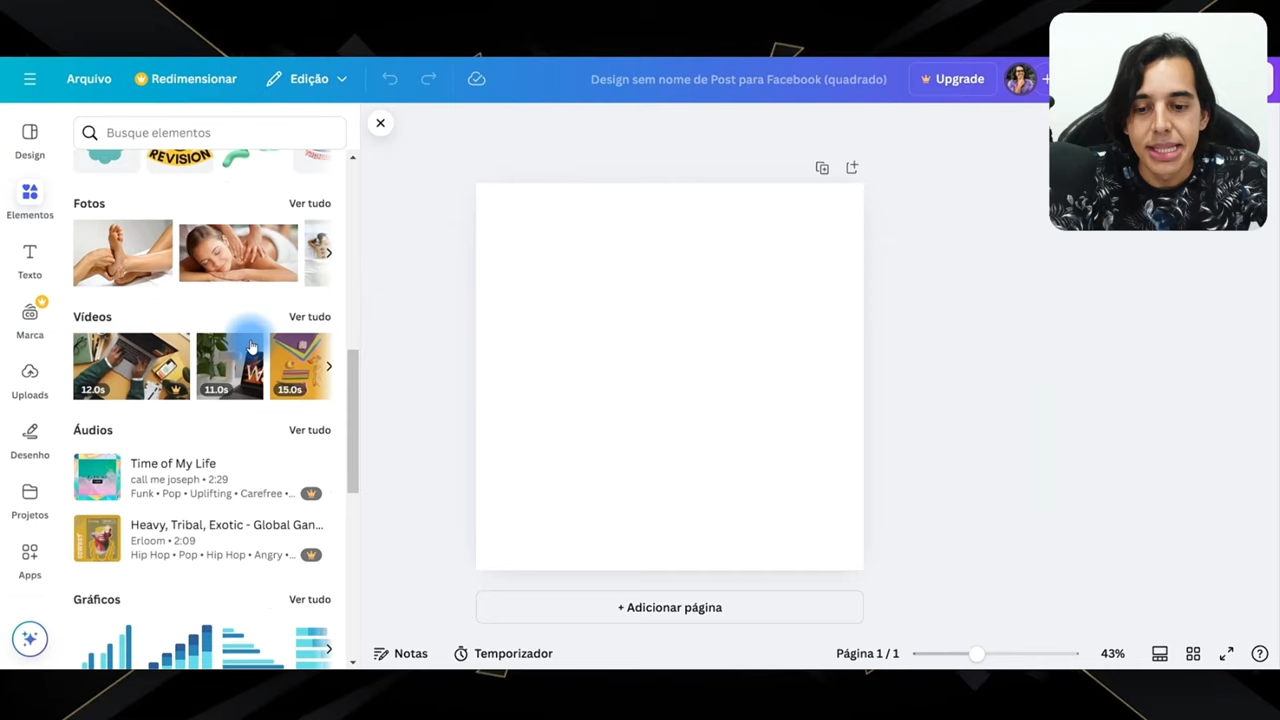 Arquivo
Redimensionar
Edição
Design sem nome de Post para Facebook (quadrado)
Upgrade
Design
Elementos
Texto
Marca
Uploads
Desenho
Projetos
Apps
Busque elementos
REVISION
Fotos
Ver tudo
Vídeos
Ver tudo
12.0s
11.0s
15.0s
Áudios
Ver tudo
Time of My Life
call me joseph • 2:29
Funk • Pop • Uplifting • Carefree •...
Heavy, Tribal, Exotic - Global Gan...
Erloom • 2:09
Hip Hop • Pop • Hip Hop • Angry •...
Gráficos
Ver tudo
+ Adicionar página
Notas
Temporizador
Página 1 / 1
43%